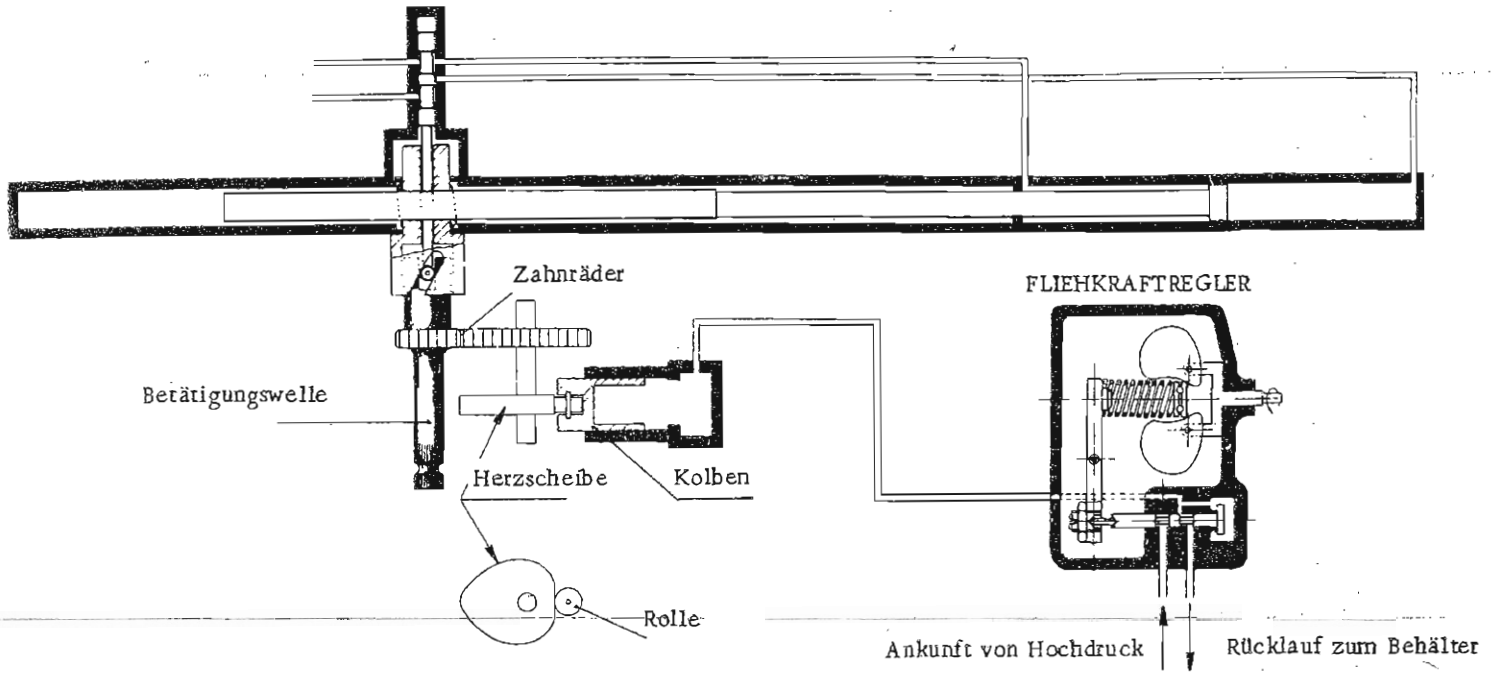 Zahnräder
FLIEHKRAFTREGLER
Betätigungswelle
Herzscheibe
Kolben
Rolle
Ankunft von Hochdruck
Rücklauf zum Behälter